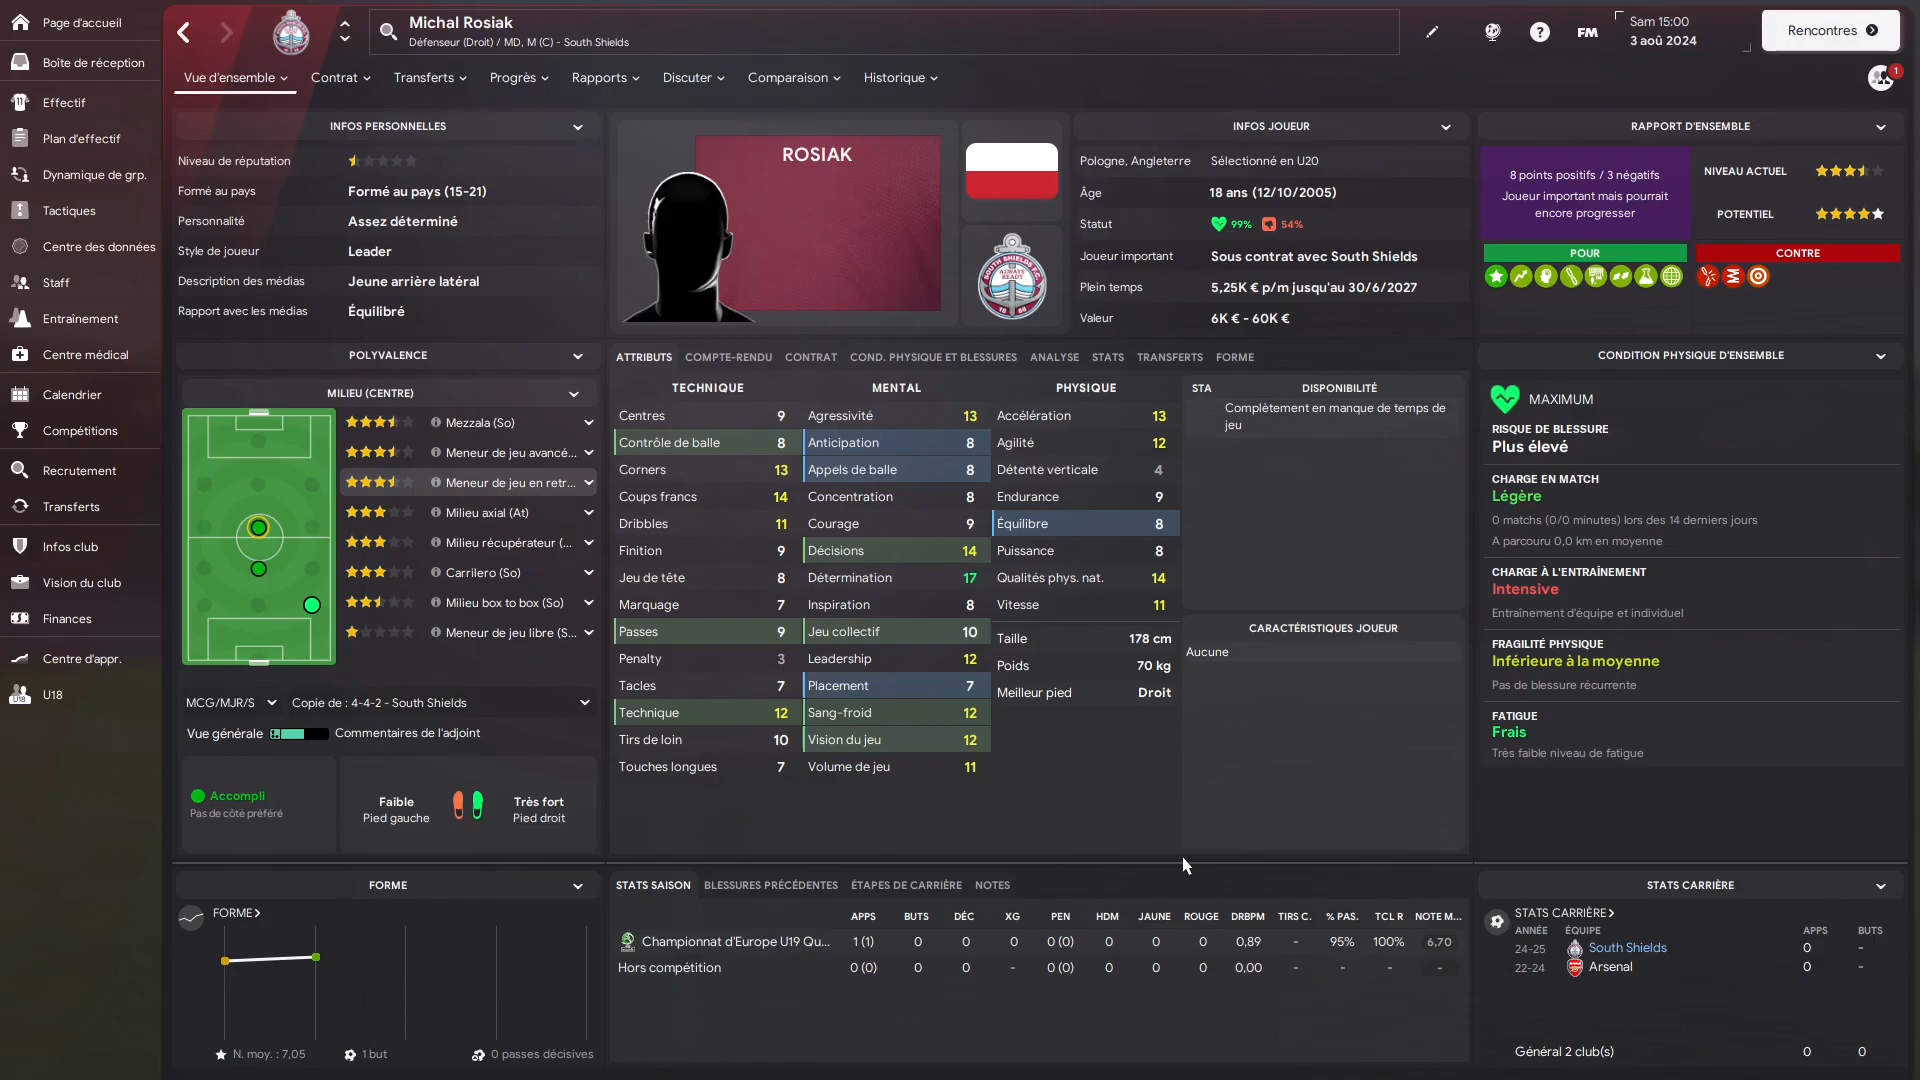 Page d'accueil
Boîte de réception
Effectif
Plan d'effectif
Dynamique de grp.
Tactiques
Centre des données
Staff
Entraînement
Centre médical
Calendrier
Compétitions
Recrutement
Transferts
Infos club
Vision du club
Finances
Centre d'appr.
U18
Michal Rosiak
Défenseur (Droit) / MD, M (C) - South Shields
FM
Sam 15:00
3 aoû 2024
Rencontres
1
Vue d'ensemble Contrat Transferts Progrès Rapports Discuter Comparaison Historique
INFOS PERSONNELLES
Niveau de réputation
Formé au pays Formé au pays (15-21)
Personnalité Assez déterminé
Style de joueur Leader
Description des médias Jeune arrière latéral
Rapport avec les médias Équilibré
ROSIAK
SOUTH SHIELDS F.C.
ALWAYS READY
INFOS JOUEUR
Pologne, Angleterre Sélectionné en U20
Âge 18 ans (12/10/2005)
Statut 99% 54%
Joueur important Sous contrat avec South Shields
Plein temps 5,25K € p/m jusqu'au 30/6/2027
Valeur 6K € - 60K €
RAPPORT D'ENSEMBLE
8 points positifs / 3 négatifs
Joueur important mais pourrait
encore progresser
NIVEAU ACTUEL
POTENTIEL
POUR CONTRE
POLYVALENCE
MILIEU (CENTRE)
Mezzala (So)
Meneur de jeu avancé...
Meneur de jeu en retr...
Milieu axial (At)
Milieu récupérateur (...
Carrilero (So)
Milieu box to box (So)
Meneur de jeu libre (S...
MCG/MJR/S Copie de : 4-4-2 - South Shields
Vue générale Commentaires de l'adjoint
Accompli
Pas de côté préféré
Faible
Pied gauche
Très fort
Pied droit
ATTRIBUTS COMPTE-RENDU CONTRAT COND. PHYSIQUE ET BLESSURES ANALYSE STATS TRANSFERTS FORME
TECHNIQUE
Centres 9
Contrôle de balle 8
Corners 13
Coups francs 14
Dribbles 11
Finition 9
Jeu de tête 8
Marquage 7
Passes 9
Penalty 3
Tacles 7
Technique 12
Tirs de loin 10
Touches longues 7
MENTAL
Agressivité 13
Anticipation 8
Appels de balle 8
Concentration 8
Courage 9
Décisions 14
Détermination 17
Inspiration 8
Jeu collectif 10
Leadership 12
Placement 7
Sang-froid 12
Vision du jeu 12
Volume de jeu 11
PHYSIQUE
Accélération 13
Agilité 12
Détente verticale 4
Endurance 9
Équilibre 8
Puissance 8
Qualités phys. nat. 14
Vitesse 11
Taille 178 cm
Poids 70 kg
Meilleur pied Droit
STA DISPONIBILITÉ
Complètement en manque de temps de
jeu
CARACTÉRISTIQUES JOUEUR
Aucune
CONDITION PHYSIQUE D'ENSEMBLE
MAXIMUM
RISQUE DE BLESSURE
Plus élevé
CHARGE EN MATCH
Légère
0 matchs (0/0 minutes) lors des 14 derniers jours
A parcouru 0,0 km en moyenne
CHARGE À L'ENTRAÎNEMENT
Intensive
Entraînement d'équipe et individuel
FRAGILITÉ PHYSIQUE
Inférieure à la moyenne
Pas de blessure récurrente
FATIGUE
Frais
Très faible niveau de fatigue
FORME
FORME
N. moy. : 7,05 1 but 0 passes décisives
STATS SAISON BLESSURES PRÉCÉDENTES ÉTAPES DE CARRIÈRE NOTES
APPS BUTS DÉC XG PEN HDM JAUNE ROUGE DRBPM TIRS C. % PAS. TCL R NOTE M...
Championnat d'Europe U19 Qu... 1 (1) 0 0 0 0 (0) 0 0 0 0,89 - 95% 100% 6,70
Hors compétition 0 (0) 0 0 - 0 (0) 0 0 0 0,00 - - - -
STATS CARRIÈRE
STATS CARRIÈRE
ANNÉE ÉQUIPE APPS BUTS
24-25 South Shields 0 -
22-24 Arsenal 0 -
Général 2 club(s) 0 0